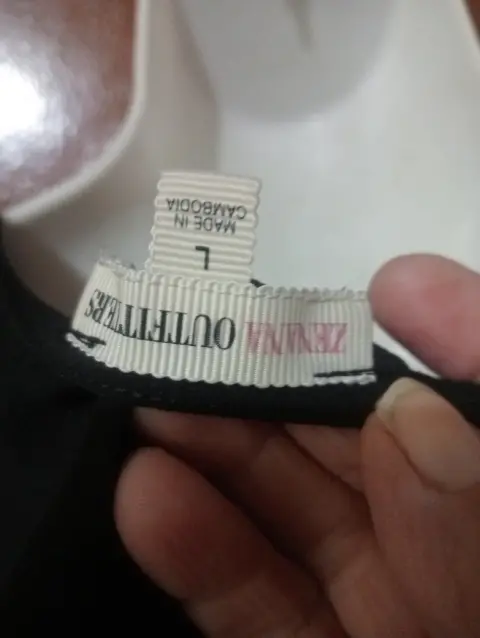 ZENANA OUTFITTERS
L
MADE IN
CAMBODIA